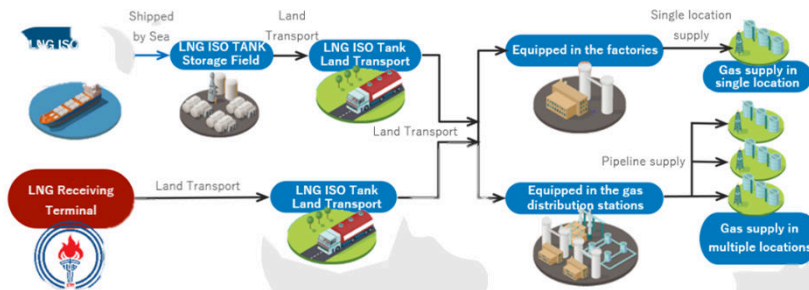 Shipped
by Sea
Land
Transport
Single location
supply
LNG ISO
LNG ISO TANK
Storage Field
LNG ISO Tank
Land Transport
Equipped in the factories
Gas supply in
single location
Land Transport
Pipeline supply
LNG Receiving
Terminal
Land Transport
LNG ISO Tank
Land Transport
Equipped in the gas
distribution stations
Gas supply in
multiple locations